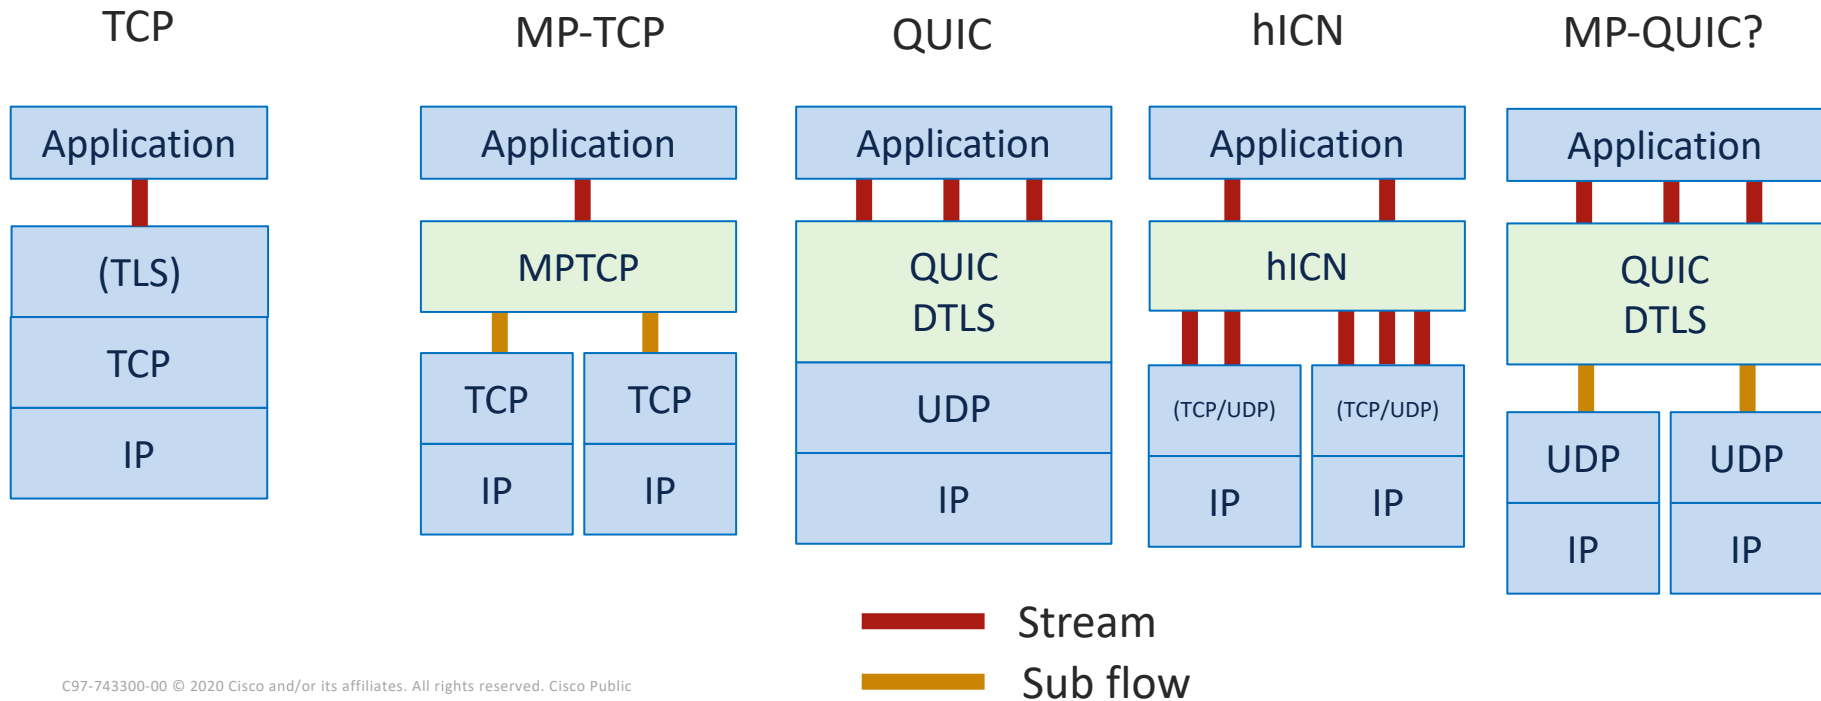 TCP
MP-TCP
QUIC
hICN
MP-QUIC?
Application
(TLS)
TCP
IP
Application
MPTCP
TCP
TCP
IP
IP
Application
QUIC
DTLS
UDP
IP
Application
hICN
(TCP/UDP)
(TCP/UDP)
IP
IP
Application
QUIC
DTLS
UDP
UDP
IP
IP
Stream
Sub flow
C97-743300-00 © 2020 Cisco and/or its affiliates. All rights reserved. Cisco Public